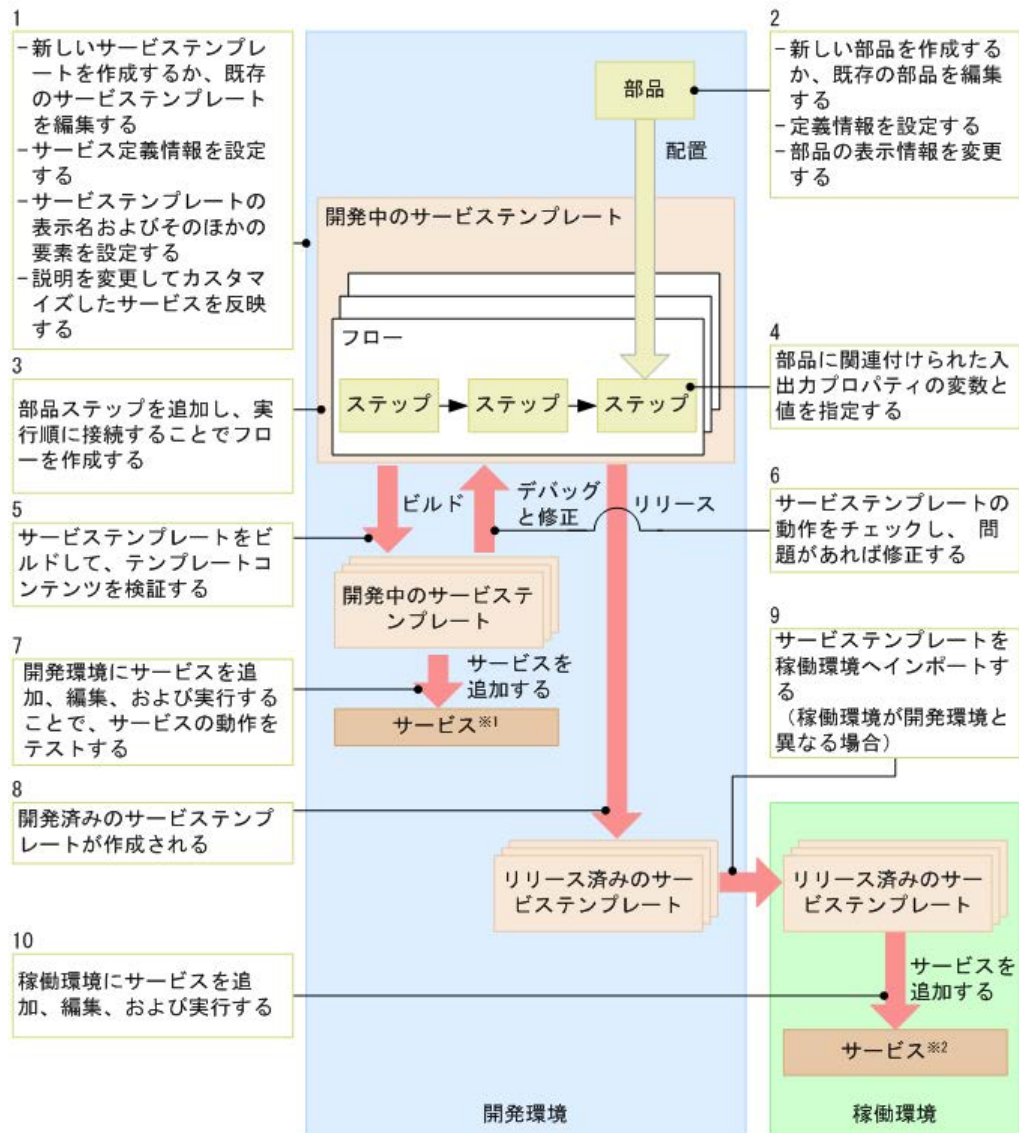 1
-新しいサービステンプレ
ートを作成するか、既存
のサービステンプレート
を編集する
-サービス定義情報を設定
する
-サービステンプレートの
表示名およびそのほかの
要素を設定する
-説明を変更してカスタマ
イズしたサービスを反映
する
2
-新しい部品を作成する
か、既存の部品を編集
する
-定義情報を設定する
-部品の表示情報を変更
する
部品
配置
開発中のサービステンプレート
フロー
ステップ
ステップ
ステップ
3
部品ステップを追加し、実
行順に接続することでフロ
ーを作成する
4
部品に関連付けられた入
出力プロパティの変数と
値を指定する
ビルド
デバッグ
と修正
リリース
5
サービステンプレートをビ
ルドして、テンプレートコ
ンテンツを検証する
6
サービステンプレートの
動作をチェックし、 問
題があれば修正する
開発中のサービステ
ンプレート
7
開発環境にサービスを追
加、編集、および実行する
ことで、サービスの動作を
テストする
サービスを
追加する
サービス※1
8
開発済みのサービステンプ
レートが作成される
9
サービステンプレートを
稼働環境へインポートす
る
（稼働環境が開発環境と
異なる場合）
リリース済みのサー
ビステンプレート
リリース済みのサー
ビステンプレート
10
稼働環境にサービスを追
加、編集、および実行する
サービスを
追加する
サービス※2
開発環境
稼働環境